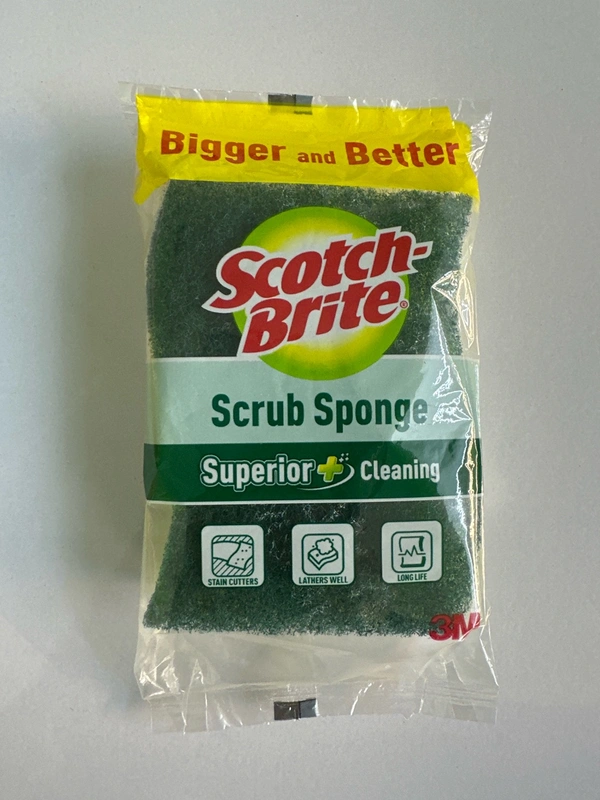 Bigger and Better
Scotch-
Brite®
Scrub Sponge
Superior + Cleaning
STAIN CUTTERS
LATHERS WELL
LONG LIFE
3M